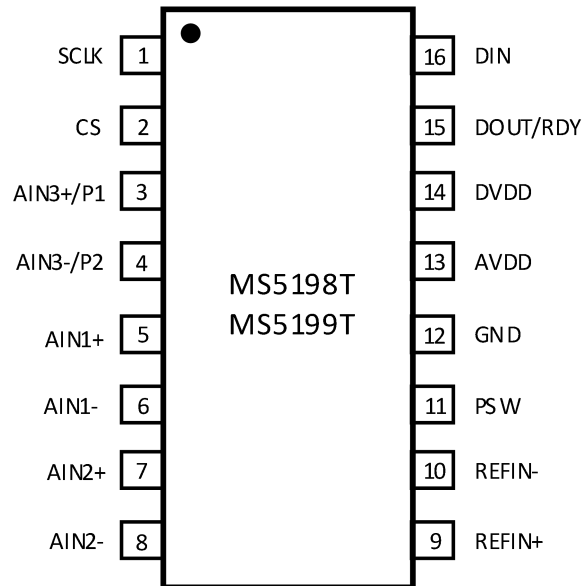 SCLK 1 16 DIN
CS 2 15 DOUT/RDY
AIN3+/P1 3 14 DVDD
AIN3-/P2 4 13 AVDD
MS5198T
MS5199T
AIN1+ 5 12 GND
AIN1- 6 11 PSW
AIN2+ 7 10 REFIN-
AIN2- 8 9 REFIN+